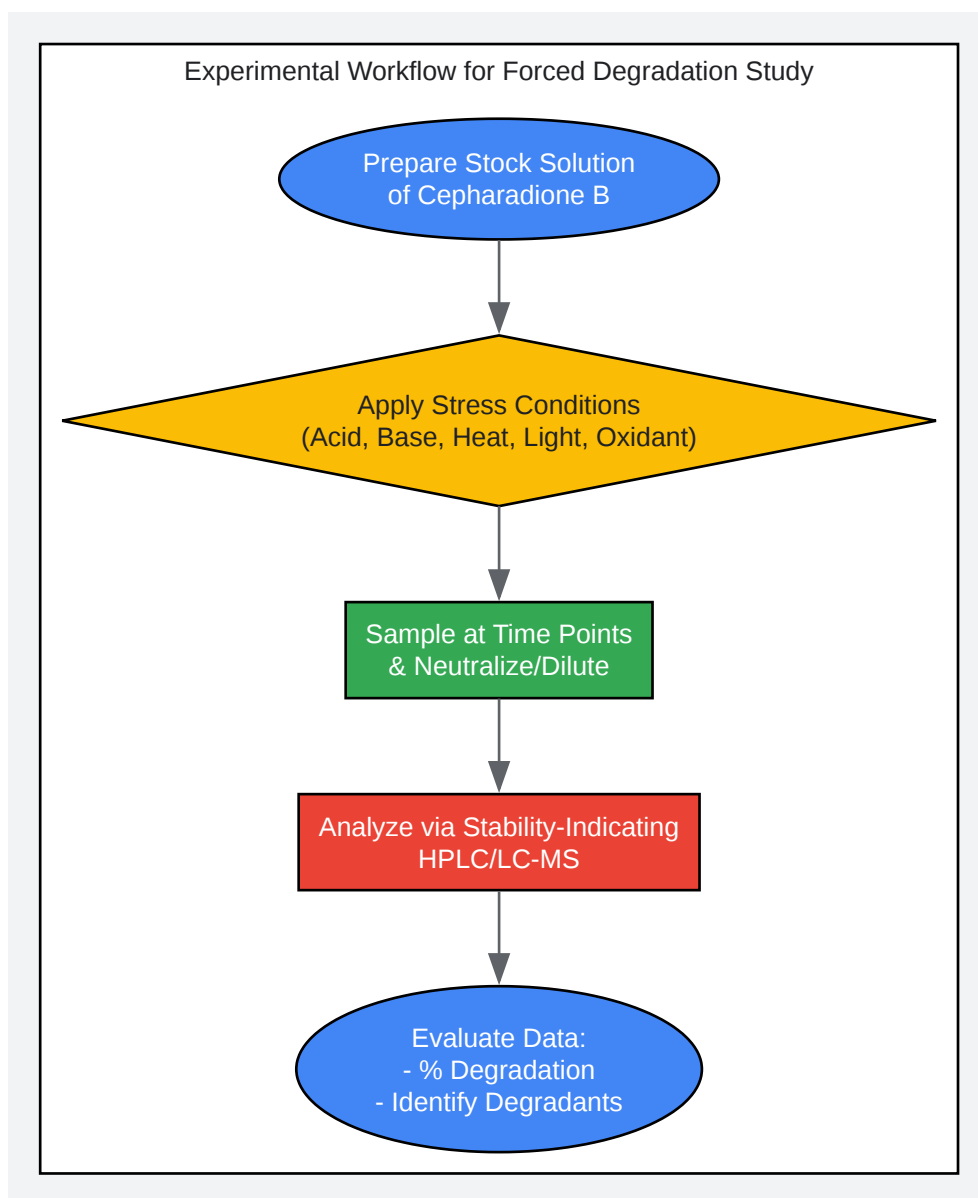 Experimental Workflow for Forced Degradation Study
Prepare Stock Solution
of Cepharadione B
Apply Stress Conditions
(Acid, Base, Heat, Light, Oxidant)
Sample at Time Points
& Neutralize/Dilute
Analyze via Stability-Indicating
HPLC/LC-MS
Evaluate Data:
- % Degradation
- Identify Degradants